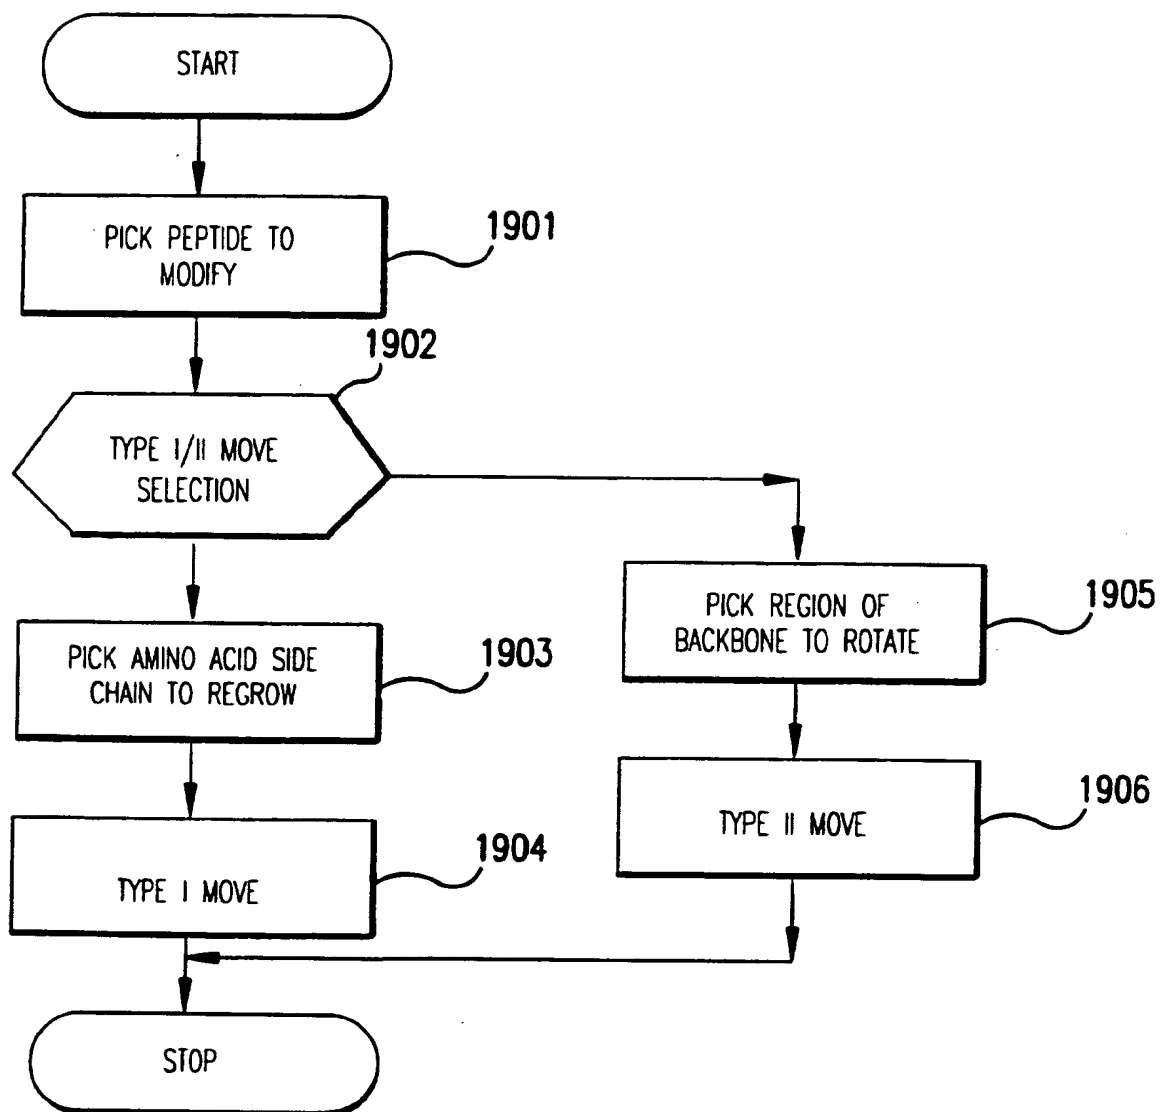 START
PICK PEPTIDE TO
MODIFY
1901
1902
TYPE I/II MOVE
SELECTION
PICK AMINO ACID SIDE
CHAIN TO REGROW
1903
TYPE I MOVE
1904
PICK REGION OF
BACKBONE TO ROTATE
1905
TYPE II MOVE
1906
STOP